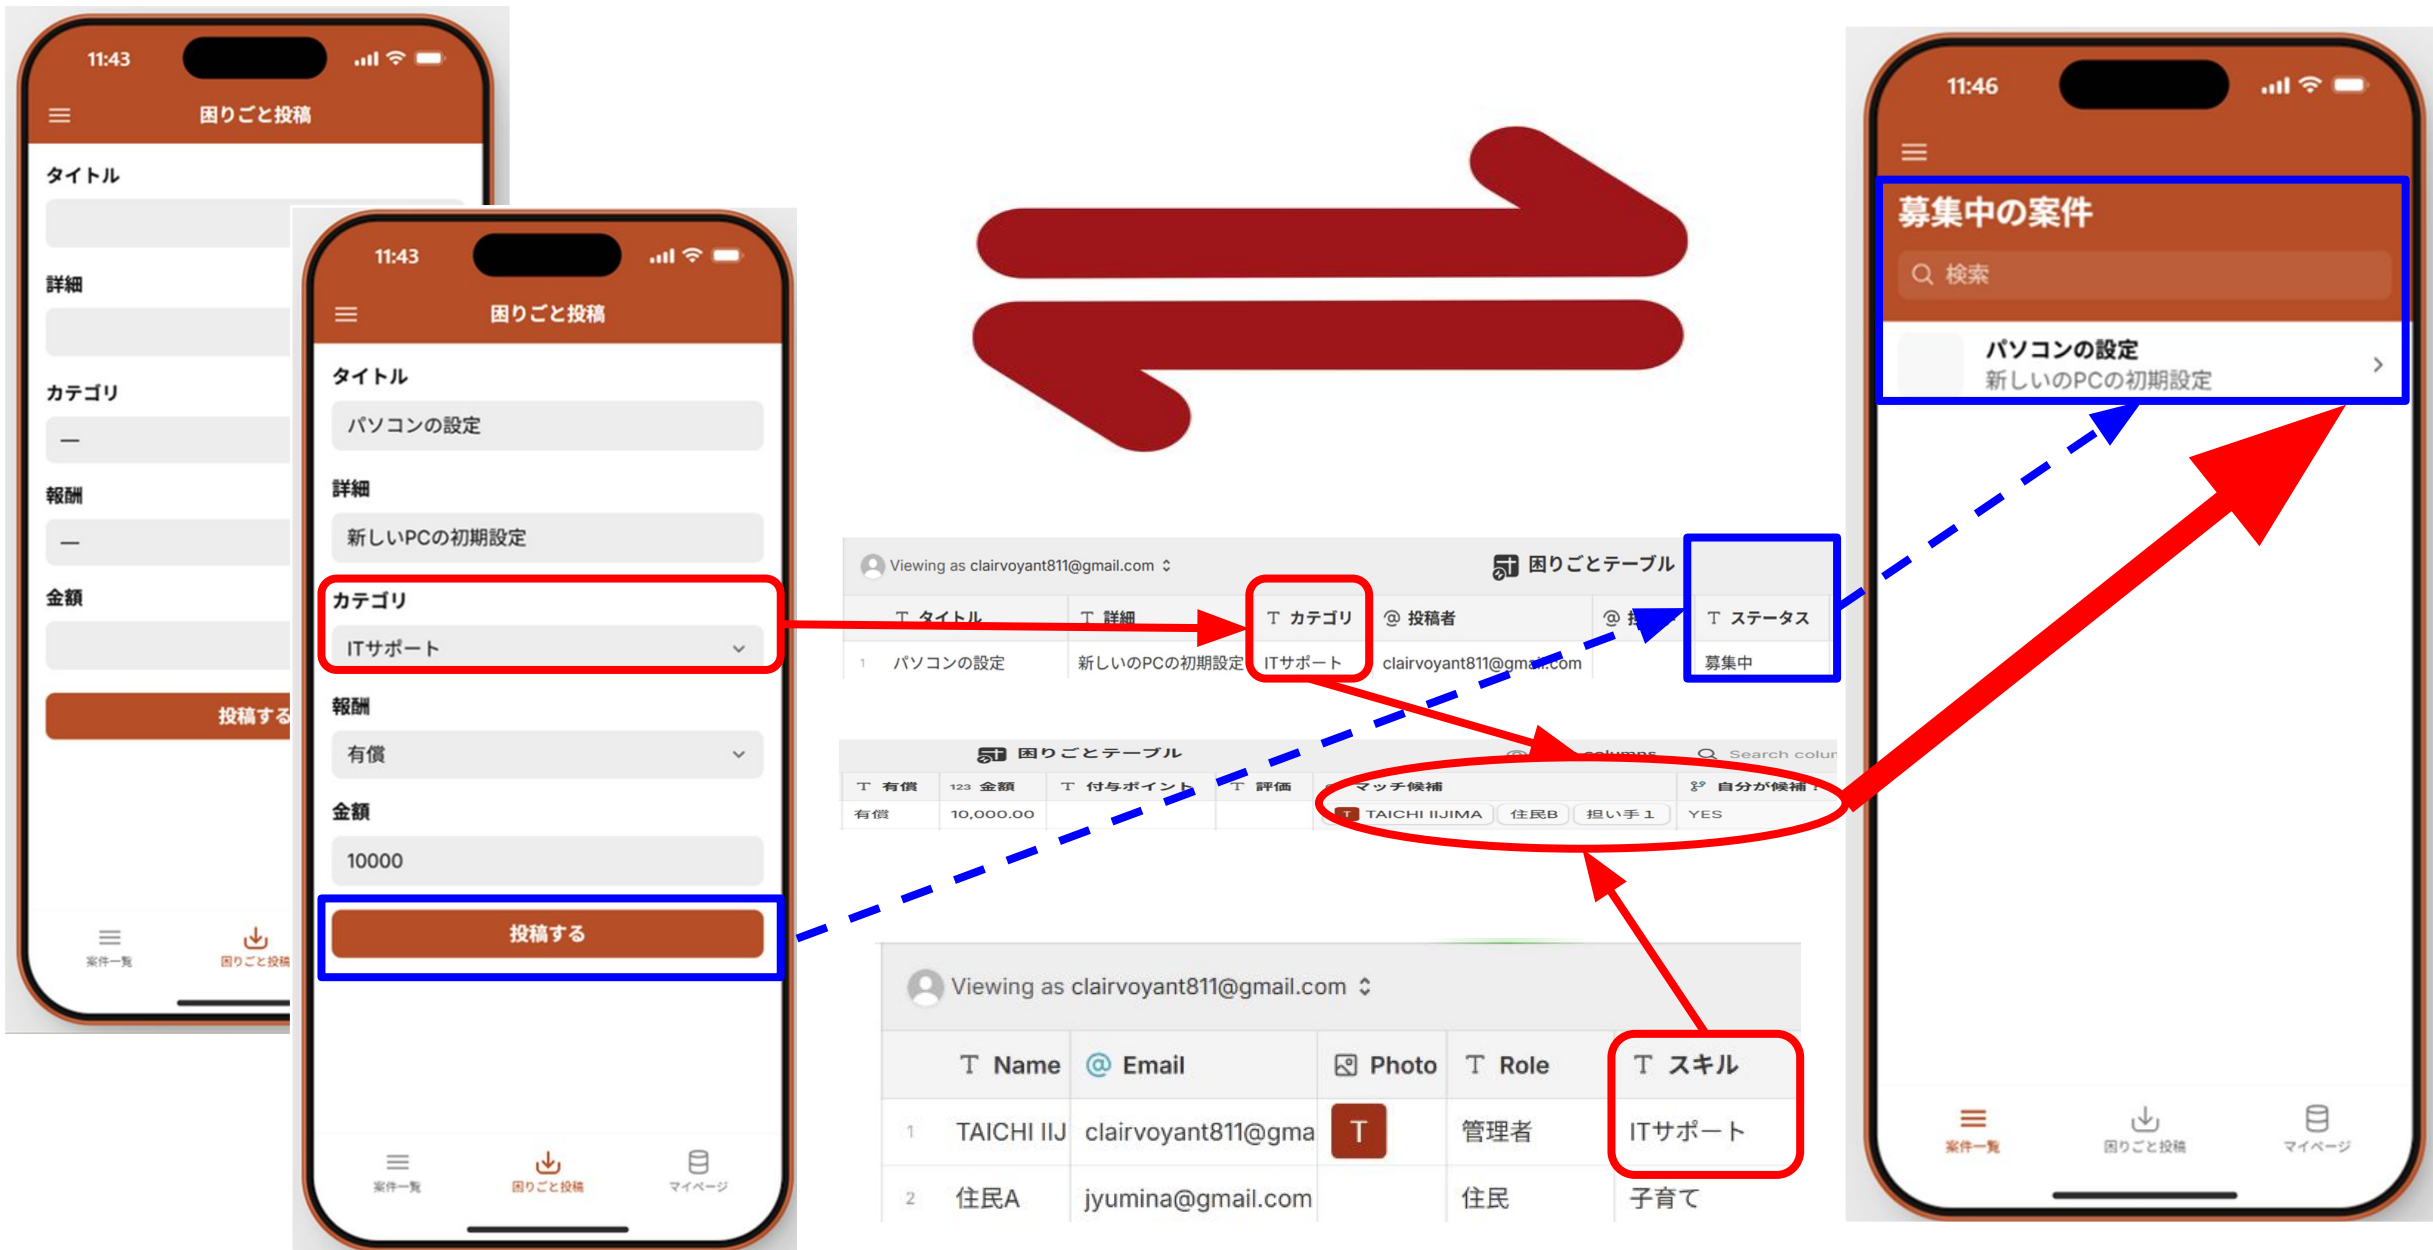 11:43
困りごと投稿
タイトル
詳細
カテゴリ
—
報酬
—
金額
投稿する
案件一覧
困りごと投稿
11:43
困りごと投稿
タイトル
パソコンの設定
詳細
新しいPCの初期設定
カテゴリ
ITサポート
報酬
有償
金額
10000
投稿する
案件一覧
困りごと投稿
マイページ
Viewing as clairvoyant811@gmail.com
困りごとテーブル
タイトル 詳細 カテゴリ 投稿者 ステータス
1 パソコンの設定 新しいのPCの初期設定 ITサポート clairvoyant811@gmail.com 募集中
困りごとテーブル columns Search colur
有償 123 金額 付与ポイント 評価 マッチ候補 自分が候補?
有償 10,000.00 T TAICHI IIJIMA 住民B 担い手1 YES
Viewing as clairvoyant811@gmail.com
Name Email Photo Role スキル
1 TAICHI IIJ clairvoyant811@gma T 管理者 ITサポート
2 住民A jyumina@gmail.com 住民 子育て
11:46
募集中の案件
検索
パソコンの設定
新しいのPCの初期設定
案件一覧
困りごと投稿
マイページ